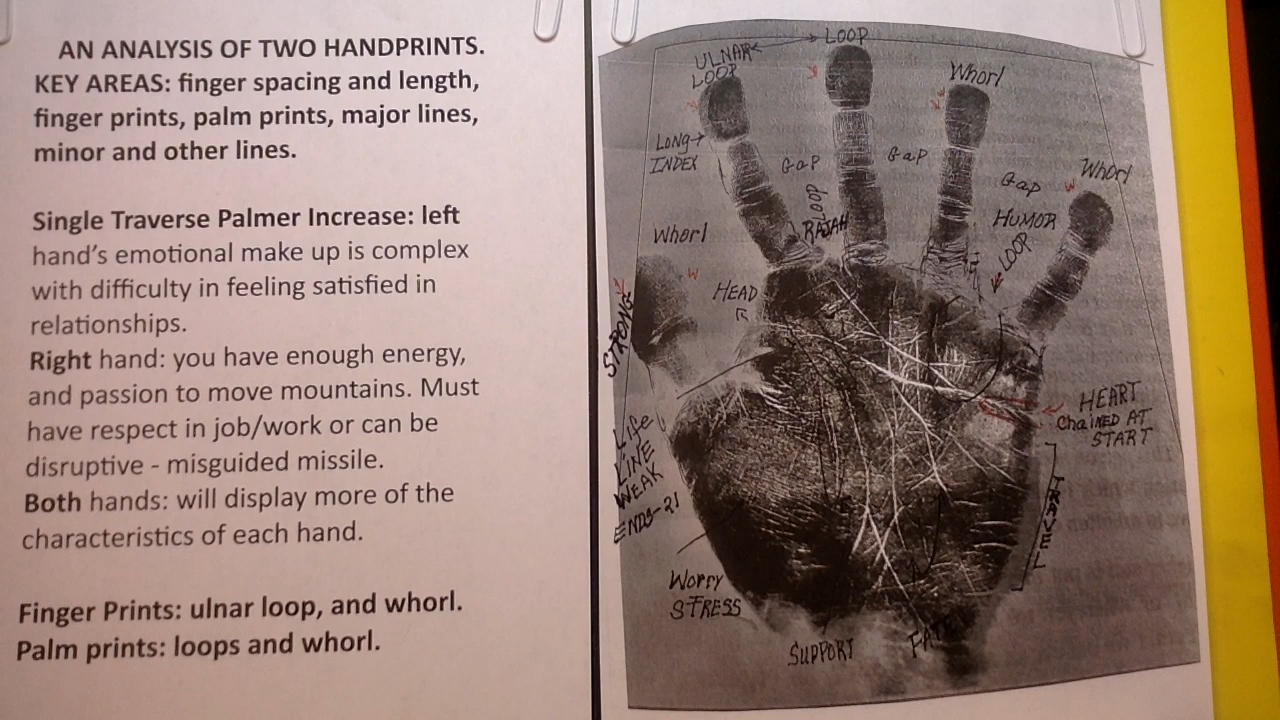 AN ANALYSIS OF TWO HANDPRINTS.
KEY AREAS: finger spacing and length,
finger prints, palm prints, major lines,
minor and other lines.
Single Traverse Palmer Increase: left
hand's emotional make up is complex
with difficulty in feeling satisfied in
relationships.
Right hand: you have enough energy,
and passion to move mountains. Must
have respect in job/work or can be
disruptive - misguided missile.
Both hands: will display more of the
characteristics of each hand.
Finger Prints: ulnar loop, and whorl.
Palm prints: loops and whorl.
LOOP
ULNAR
LOOP
Whorl
LONG
INDEX
GAP
GAP
GAP
Whorl
W
LOOP
RAJAH
HUMOR
LOOP
Whorl
W
HEAD
STRONG
HEART
ChaiNED AT
START
Life
LiNE
WEAK
ENDS-21
TRAVEL
Worry
STRESS
SUPPORT
FATE